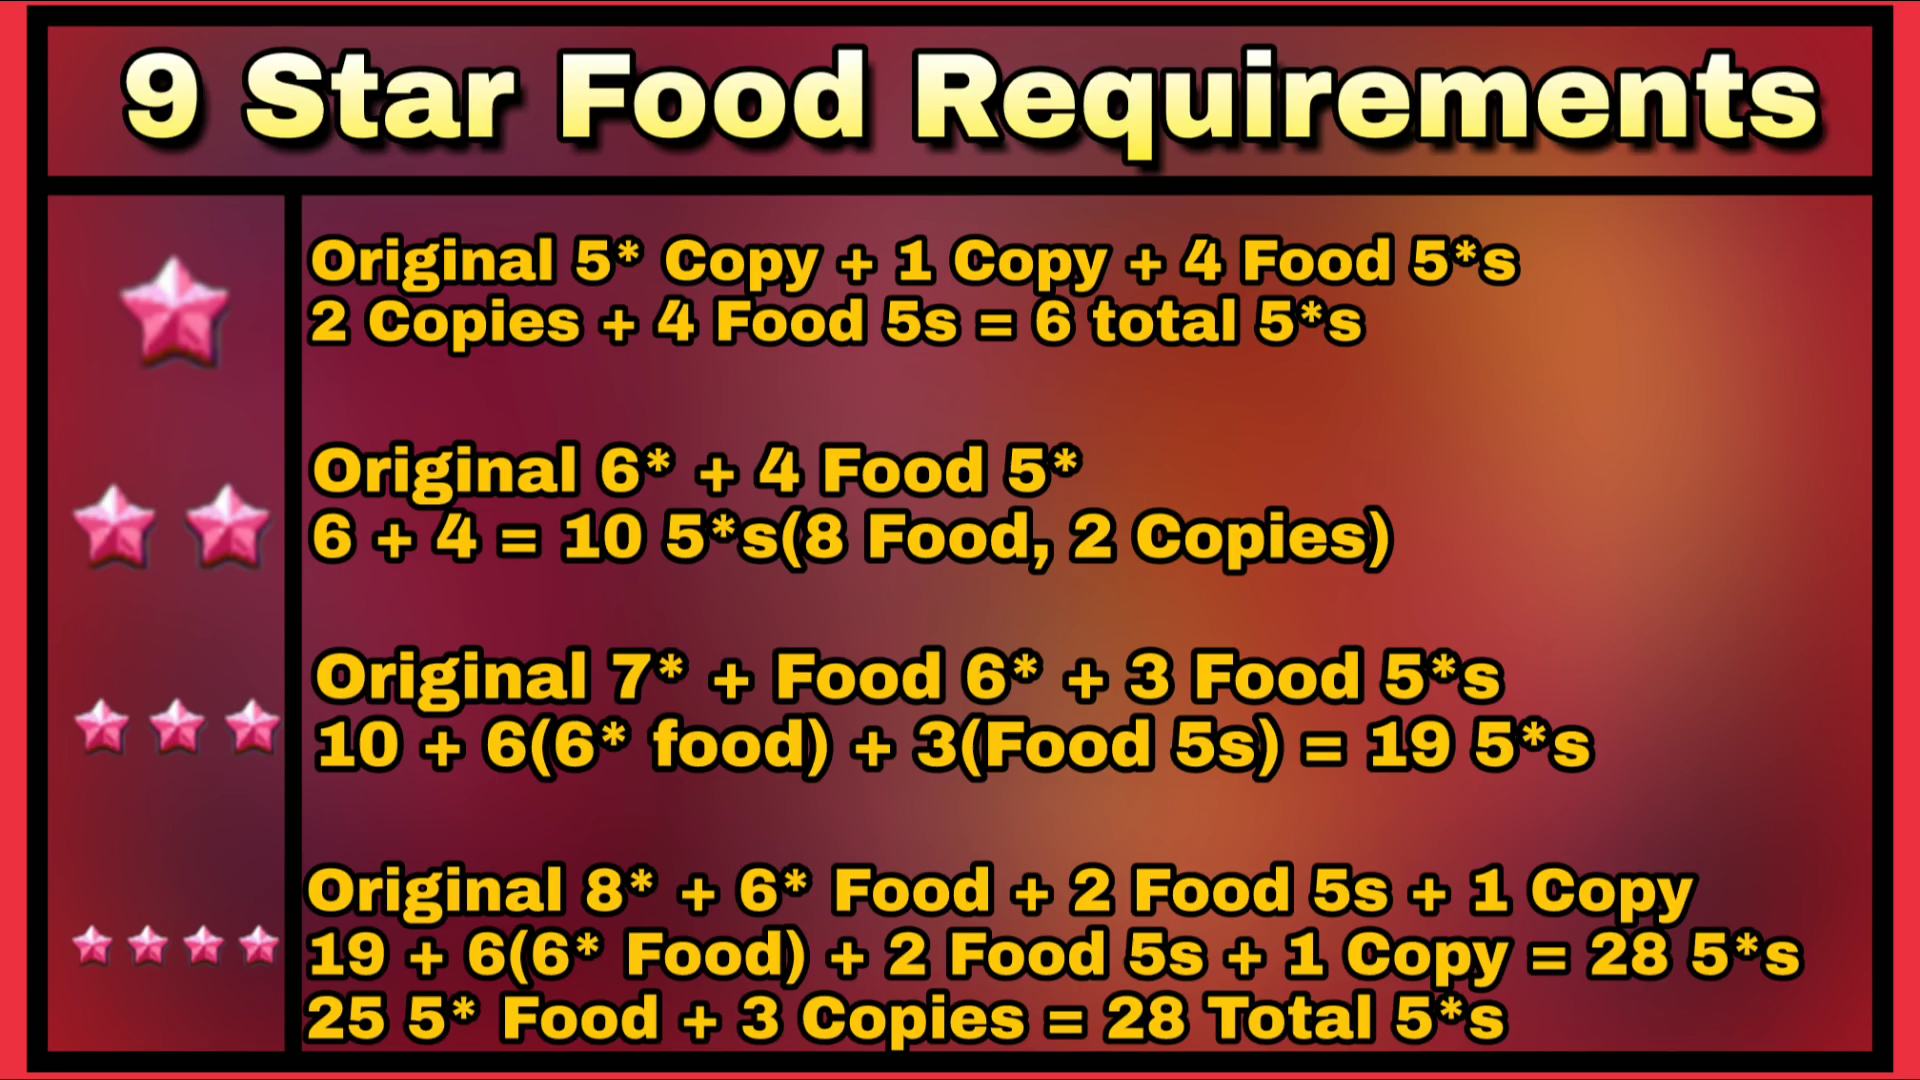 9 Star Food Requirements
Original 5* Copy + 1 Copy + 4 Food 5*s
2 Copies + 4 Food 5s = 6 total 5*s
Original 6* + 4 Food 5*
6 + 4 = 10 5*s(8 Food, 2 Copies)
Original 7* + Food 6* + 3 Food 5*s
10 + 6(6* food) + 3(Food 5s) = 19 5*s
Original 8* + 6* Food + 2 Food 5s + 1 Copy
19 + 6(6* Food) + 2 Food 5s + 1 Copy = 28 5*s
25 5* Food + 3 Copies = 28 Total 5*s